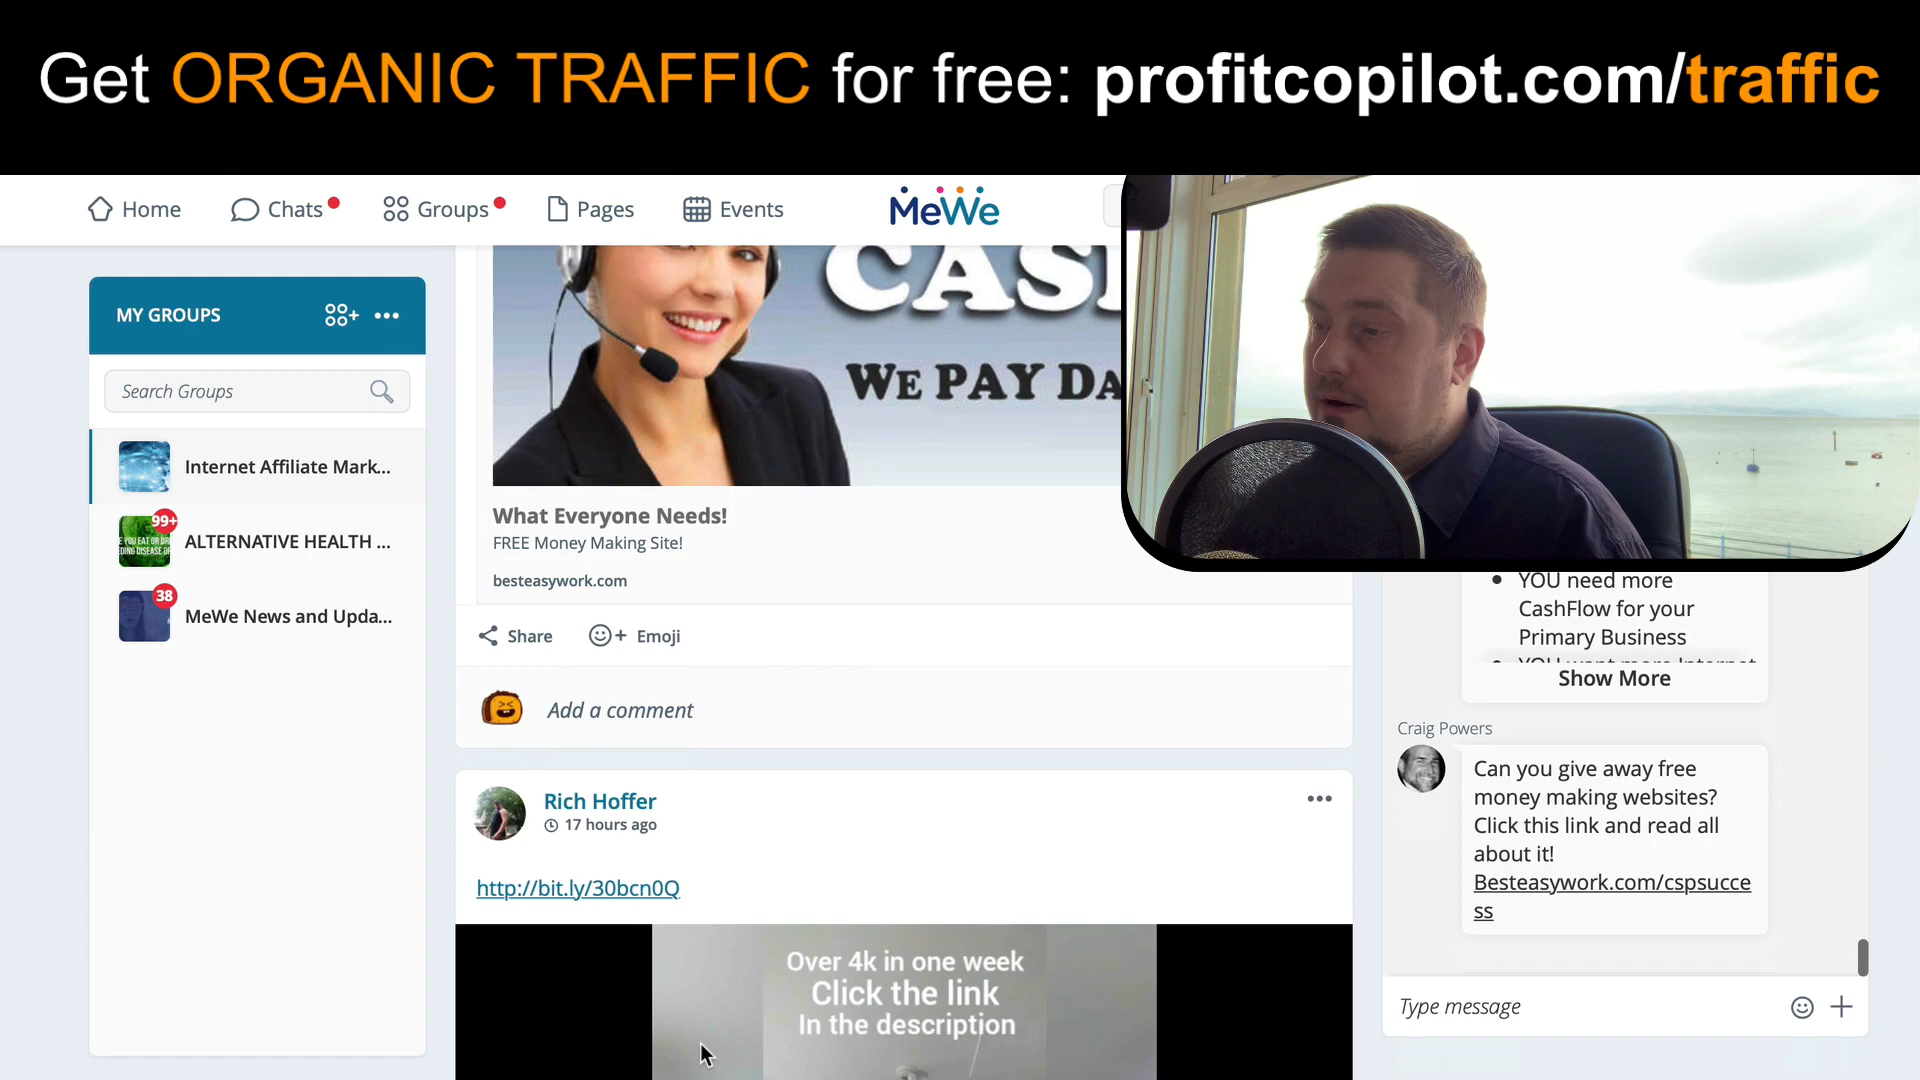 Get ORGANIC TRAFFIC for free: profitcopilot.com/traffic
Home
Chats
Groups
Pages
Events
MeWe
MY GROUPS
Search Groups
Internet Affiliate Mark...
99+
ALTERNATIVE HEALTH ...
38
MeWe News and Upda...
WE PAY DA
What Everyone Needs!
FREE Money Making Site!
besteasywork.com
Share
Emoji
Add a comment
Rich Hoffer
17 hours ago
http://bit.ly/30bcn0Q
Over 4k in one week
Click the link
In the description
YOU need more
CashFlow for your
Primary Business
Show More
Craig Powers
Can you give away free
money making websites?
Click this link and read all
about it!
Besteasywork.com/cspsucce
ss
Type message